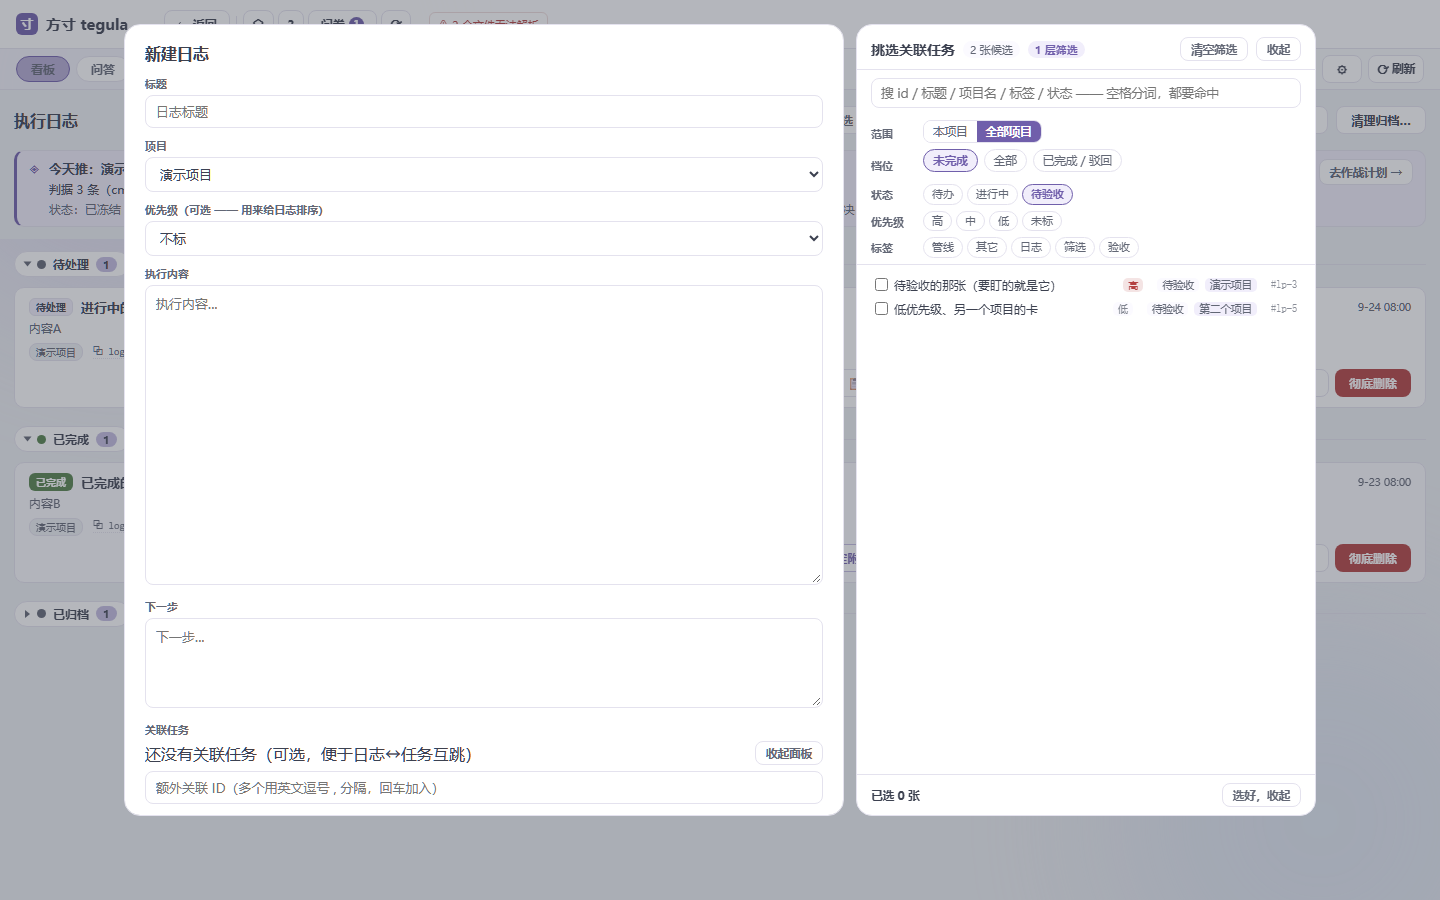 寸 方寸 tegula
返回
看板
问答
刷新
执行日志
清理归档...
今天推：演示
判据 3 条（cm
状态：已冻结
去作战计划 →
待处理 1
待处理 进行中的
内容A
演示项目 log
9-24 08:00
彻底删除
已完成 1
已完成 已完成的
内容B
演示项目 log
9-23 08:00
彻底删除
已归档 1
新建日志
标题
日志标题
项目
演示项目
优先级（可选 —— 用来给日志排序）
不标
执行内容
执行内容...
下一步
下一步...
关联任务
还没有关联任务（可选，便于日志↔任务互跳）
收起面板
额外关联 ID（多个用英文逗号 , 分隔，回车加入）
挑选关联任务 2 张候选 1 层筛选 清空筛选 收起
搜 id / 标题 / 项目名 / 标签 / 状态 —— 空格分词，都要命中
范围 本项目 全部项目
档位 未完成 全部 已完成 / 驳回
状态 待办 进行中 待验收
优先级 高 中 低 未标
标签 管线 其它 日志 筛选 验收
待验收的那张（要盯的就是它） 高 待验收 演示项目 #lp-3
低优先级、另一个项目的卡 低 待验收 第二个项目 #lp-5
已选 0 张 选好，收起